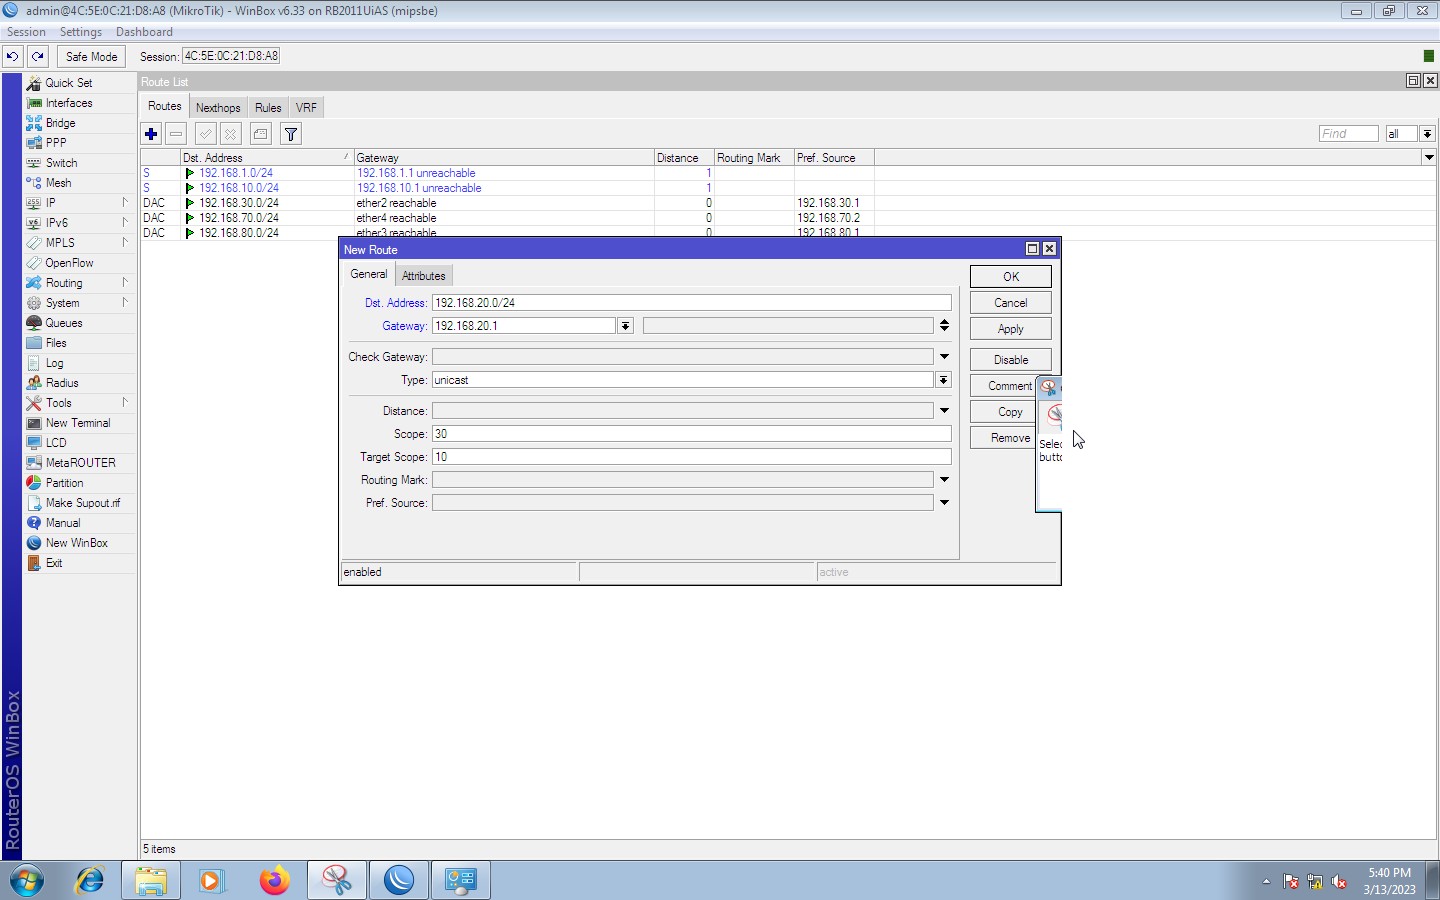 admin@4C:5E:0C:21:D8:A8 (MikroTik) - WinBox v6.33 on RB2011UiAS (mipsbe)
Session Settings Dashboard
Safe Mode Session: 4C:5E:0C:21:D8:A8
Quick Set
Interfaces
Bridge
PPP
Switch
Mesh
IP
IPv6
MPLS
OpenFlow
Routing
System
Queues
Files
Log
Radius
Tools
New Terminal
LCD
MetaROUTER
Partition
Make Supout.rif
Manual
New WinBox
Exit
RouterOS WinBox
Route List
Routes Nexthops Rules VRF
Find all
Dst. Address Gateway Distance Routing Mark Pref. Source
S 192.168.1.0/24 192.168.1.1 unreachable 1
S 192.168.10.0/24 192.168.10.1 unreachable 1
DAC 192.168.30.0/24 ether2 reachable 0 192.168.30.1
DAC 192.168.70.0/24 ether4 reachable 0 192.168.70.2
DAC 192.168.80.0/24 ether3 reachable 0 192.168.80.1
New Route
General Attributes
Dst. Address: 192.168.20.0/24
Gateway: 192.168.20.1
Check Gateway:
Type: unicast
Distance:
Scope: 30
Target Scope: 10
Routing Mark:
Pref. Source:
OK
Cancel
Apply
Disable
Comment
Copy
Remove
Selec
butto
enabled active
5 items
5:40 PM
3/13/2023